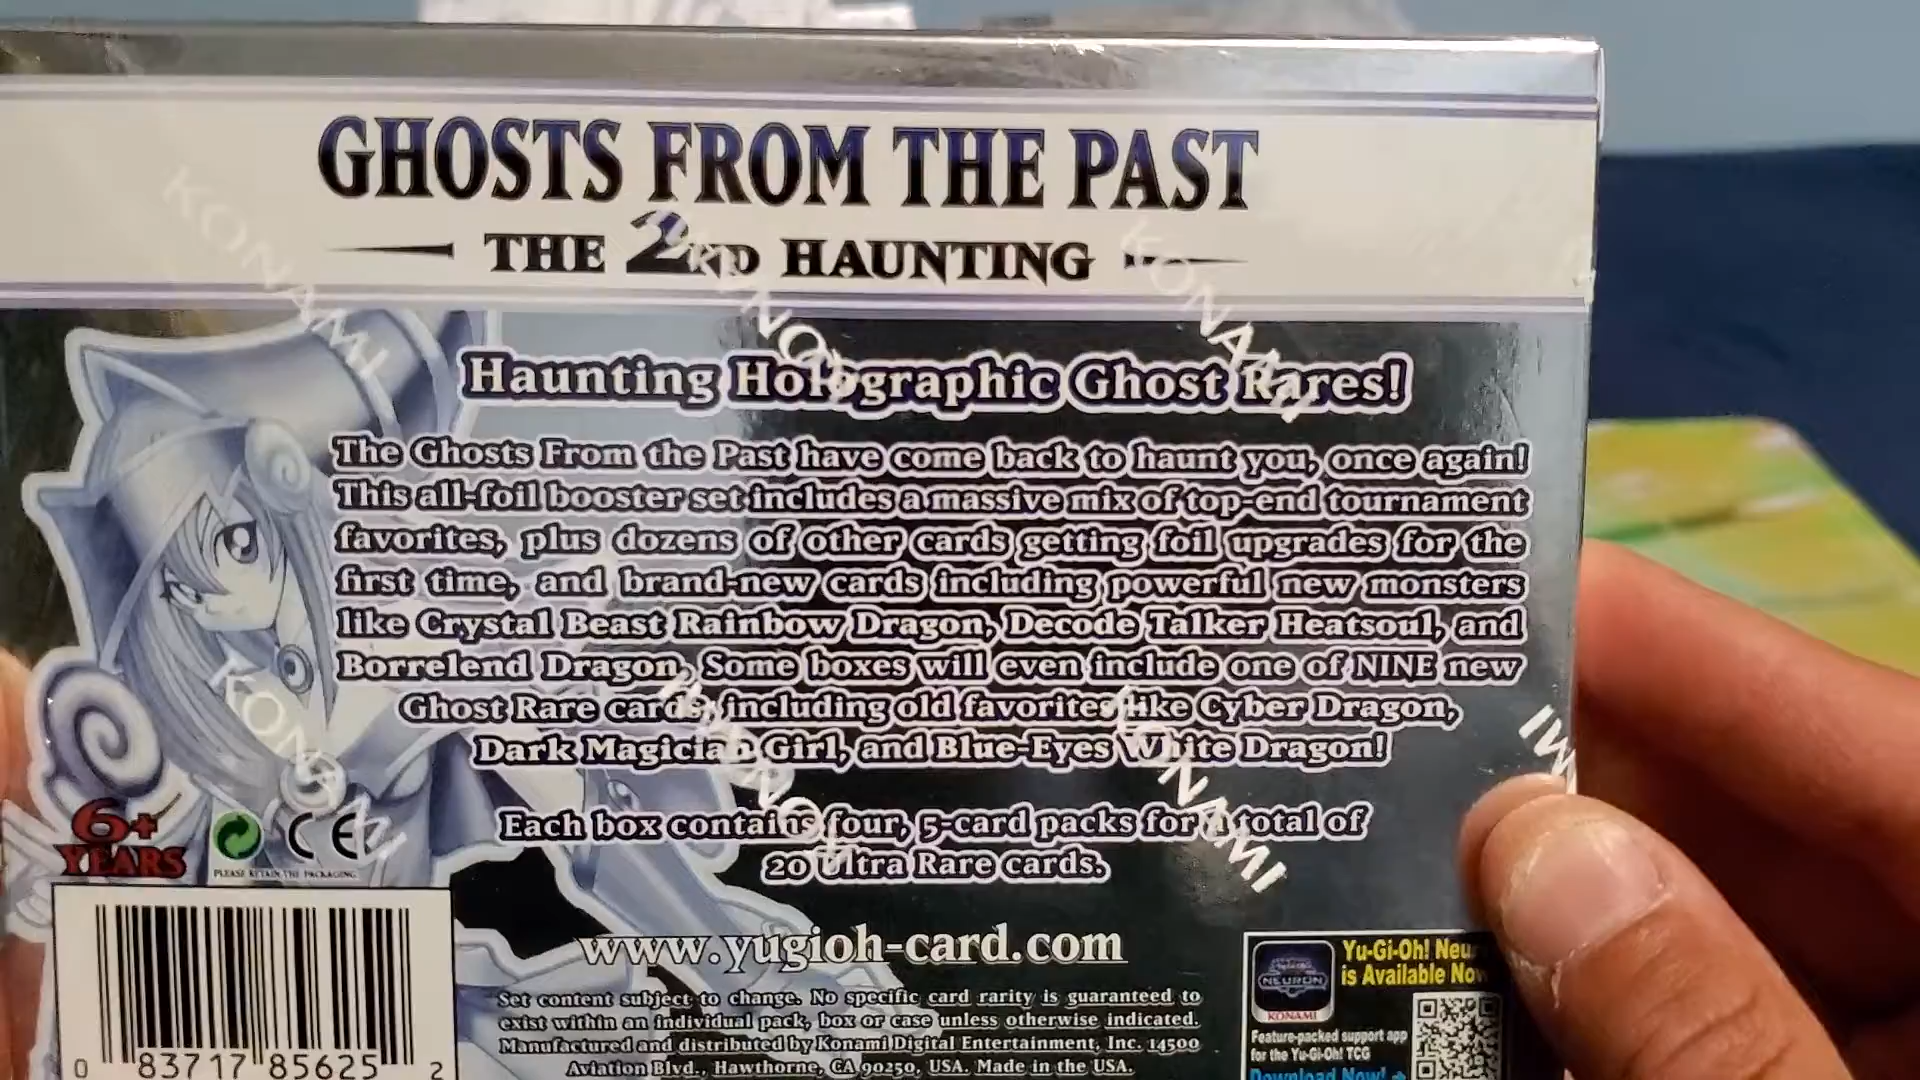 GHOSTS FROM THE PAST
THE 2ND HAUNTING
Haunting Holographic Ghost Rares!
The Ghosts From the Past have come back to haunt you, once again!
This all-foil booster set includes a massive mix of top-end tournament
favorites, plus dozens of other cards getting foil upgrades for the
first time, and brand-new cards including powerful new monsters
like Crystal Beast Rainbow Dragon, Decode Talker Heatsoul, and
Borrelend Dragon. Some boxes will even include one of NINE new
Ghost Rare cards, including old favorites like Cyber Dragon,
Dark Magician Girl, and Blue-Eyes White Dragon!
Each box contains four, 5-card packs for a total of
20 Ultra Rare cards.
6+
YEARS
CE
PLEASE RETAIN THE PACKAGING.
www.yugioh-card.com
Set content subject to change. No specific card rarity is guaranteed to
exist within an individual pack, box or case unless otherwise indicated.
Manufactured and distributed by Konami Digital Entertainment, Inc. 14500
Aviation Blvd., Hawthorne, CA 90250, USA. Made in the USA.
0 83717 85625 2
NEURON
KONAMI
Yu-Gi-Oh! Neu
is Available Now
Feature-packed support app
for the Yu-Gi-Oh! TCG
Download Now!
KONAMI
KONAMI
KONAMI
KONAMI
KONAMI
KONAMI